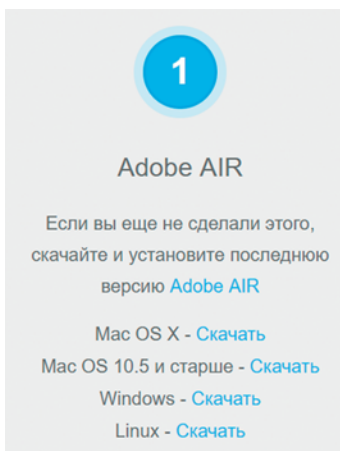 1
Adobe AIR
Если вы еще не сделали этого,
скачайте и установите последнюю
версию Adobe AIR
Mac OS X - Скачать
Mac OS 10.5 и старше - Скачать
Windows - Скачать
Linux - Скачать